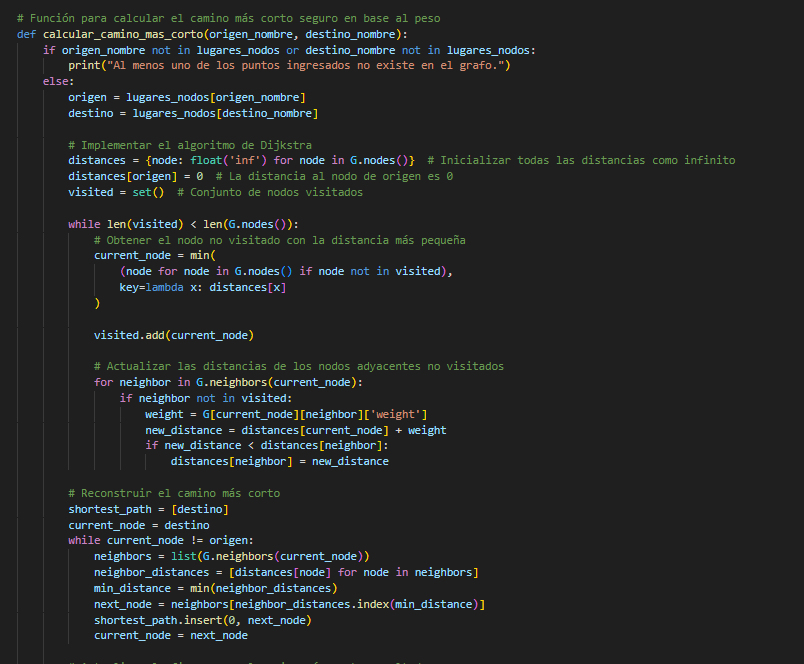 # Función para calcular el camino más corto seguro en base al peso
def calcular_camino_mas_corto(origen_nombre, destino_nombre):
    if origen_nombre not in lugares_nodos or destino_nombre not in lugares_nodos:
        print("Al menos uno de los puntos ingresados no existe en el grafo.")
    else:
        origen = lugares_nodos[origen_nombre]
        destino = lugares_nodos[destino_nombre]

        # Implementar el algoritmo de Dijkstra
        distances = {node: float('inf') for node in G.nodes()}  # Inicializar todas las distancias como infinito
        distances[origen] = 0  # La distancia al nodo de origen es 0
        visited = set()  # Conjunto de nodos visitados

        while len(visited) < len(G.nodes()):
            # Obtener el nodo no visitado con la distancia más pequeña
            current_node = min(
                (node for node in G.nodes() if node not in visited),
                key=lambda x: distances[x]
            )

            visited.add(current_node)

            # Actualizar las distancias de los nodos adyacentes no visitados
            for neighbor in G.neighbors(current_node):
                if neighbor not in visited:
                    weight = G[current_node][neighbor]['weight']
                    new_distance = distances[current_node] + weight
                    if new_distance < distances[neighbor]:
                        distances[neighbor] = new_distance

        # Reconstruir el camino más corto
        shortest_path = [destino]
        current_node = destino
        while current_node != origen:
            neighbors = list(G.neighbors(current_node))
            neighbor_distances = [distances[node] for node in neighbors]
            min_distance = min(neighbor_distances)
            next_node = neighbors[neighbor_distances.index(min_distance)]
            shortest_path.insert(0, next_node)
            current_node = next_node